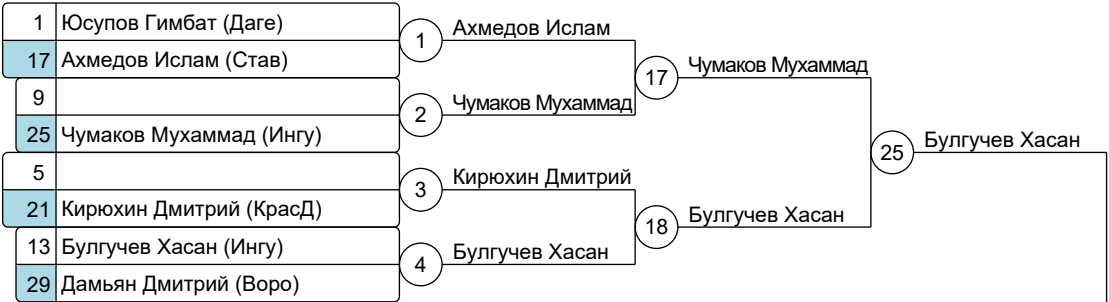 1 Юсупов Гимбат (Даге)
17 Ахмедов Ислам (Став)
1
Ахмедов Ислам
9
25 Чумаков Мухаммад (Ингу)
2
Чумаков Мухаммад
17
Чумаков Мухаммад
5
21 Кирюхин Дмитрий (КрасД)
3
Кирюхин Дмитрий
13 Булгучев Хасан (Ингу)
29 Дамьян Дмитрий (Воро)
4
Булгучев Хасан
18
Булгучев Хасан
25
Булгучев Хасан